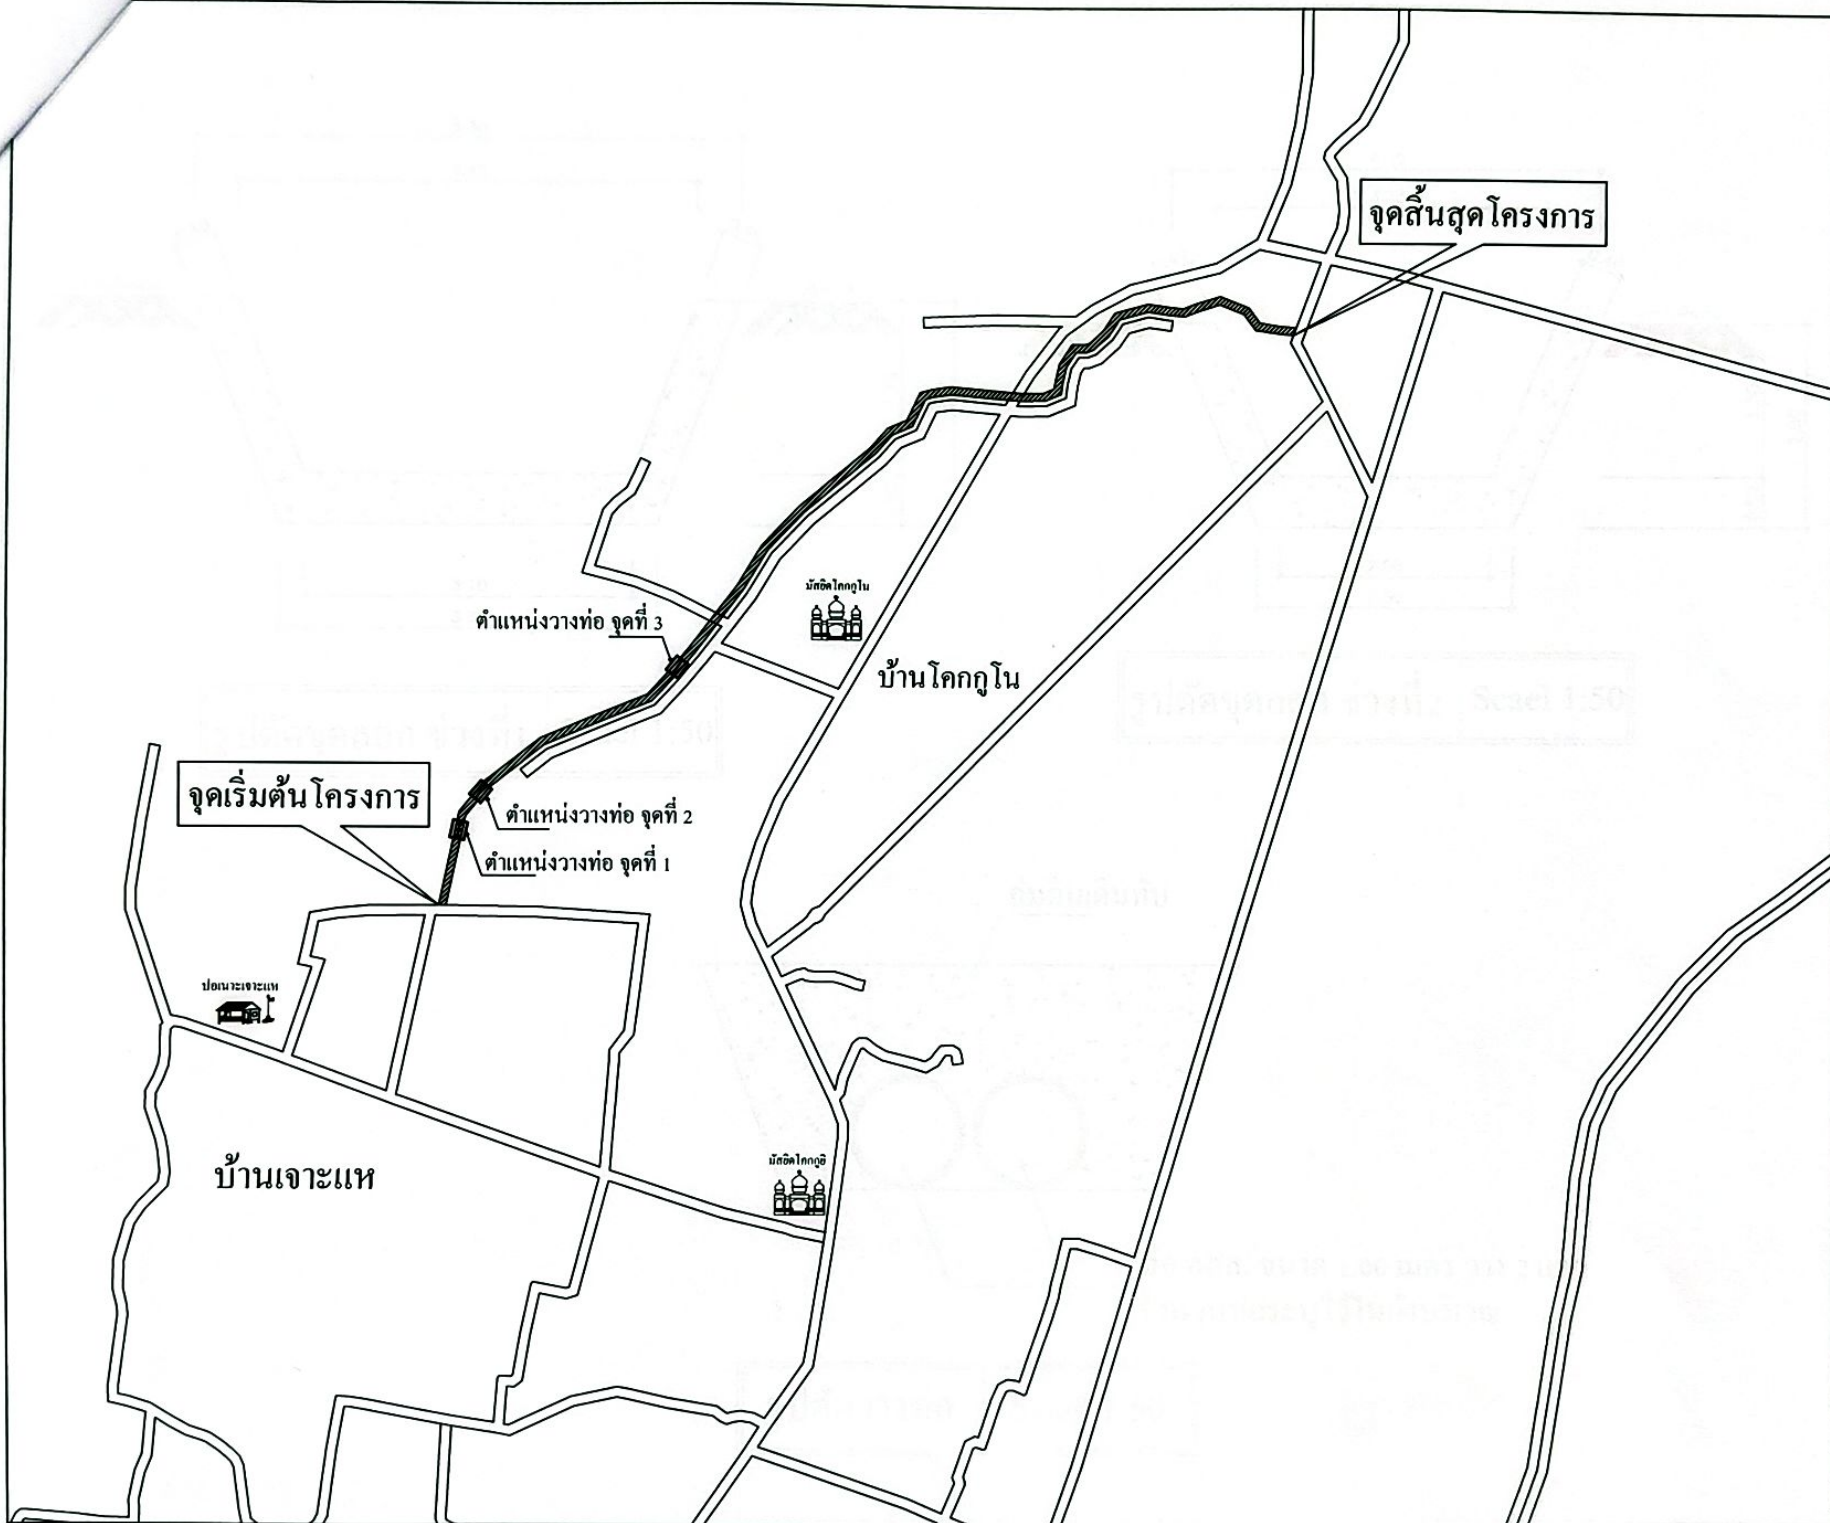 จุดสิ้นสุดโครงการ
มัสยิดโคกกูโน
ตำแหน่งวางท่อ จุดที่ 3
บ้านโคกกูโน
จุดเริ่มต้นโครงการ
ตำแหน่งวางท่อ จุดที่ 2
ตำแหน่งวางท่อ จุดที่ 1
ปอเนาะเจาะแห
มัสยิดโคกกูยิ
บ้านเจาะแห